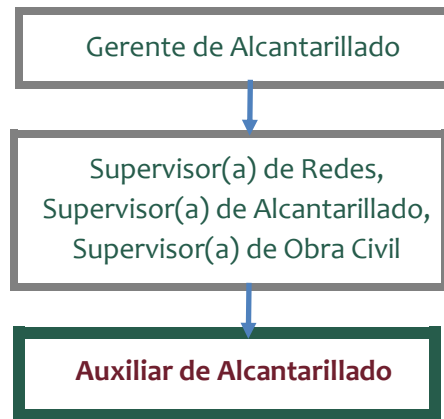 Gerente de Alcantarillado
Supervisor(a) de Redes,
Supervisor(a) de Alcantarillado,
Supervisor(a) de Obra Civil
Auxiliar de Alcantarillado